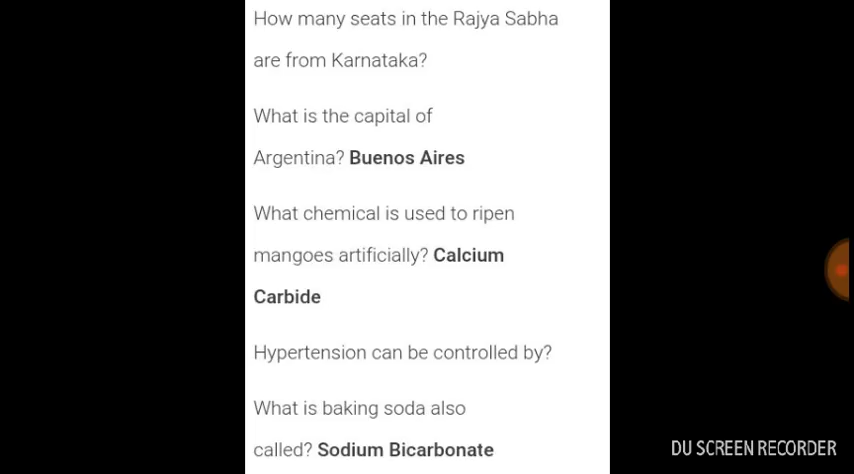 How many seats in the Rajya Sabha
are from Karnataka?
What is the capital of
Argentina? Buenos Aires
What chemical is used to ripen
mangoes artificially? Calcium
Carbide
Hypertension can be controlled by?
What is baking soda also
called? Sodium Bicarbonate
DU SCREEN RECORDER